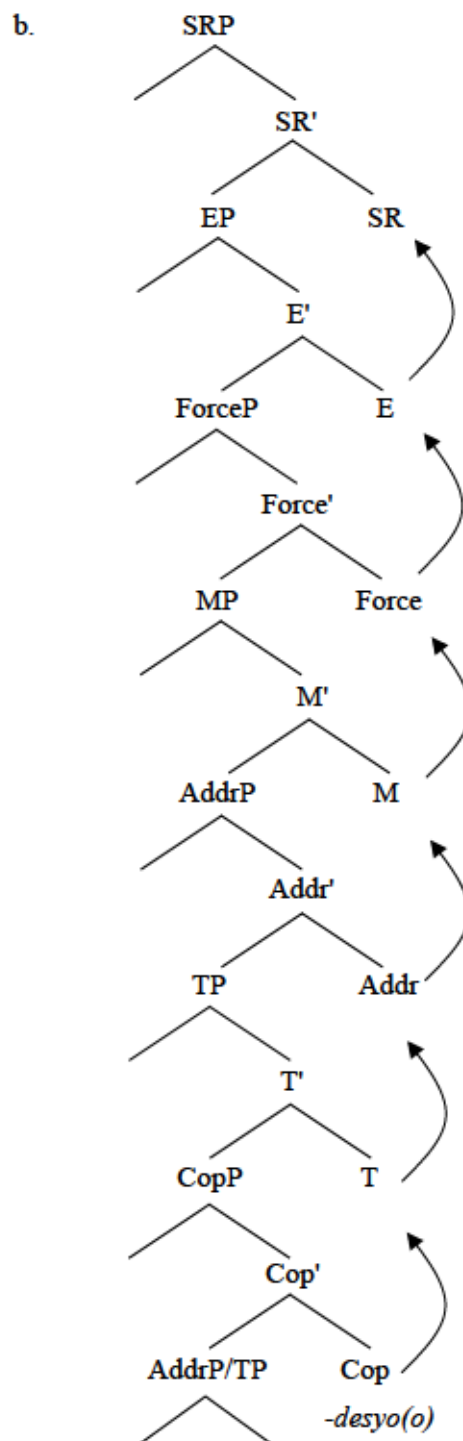 b.
SRP
SR'
EP SR
E'
ForceP E
Force'
MP Force
M'
AddrP M
Addr'
TP Addr
T'
CopP T
Cop'
AddrP/TP Cop
-desyo(o)